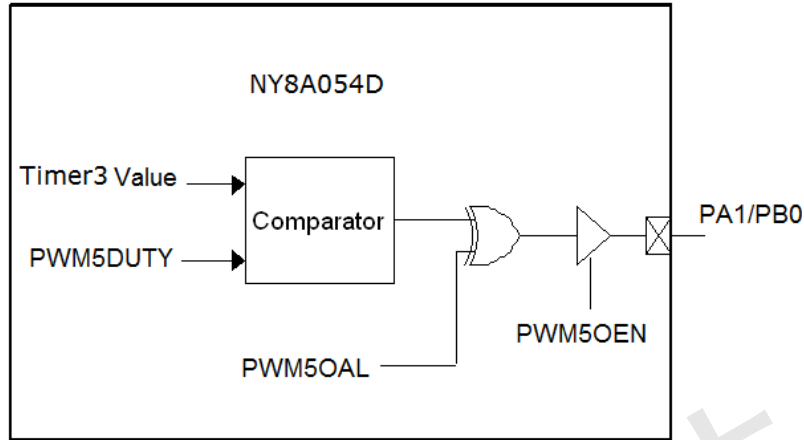 NY8A054D
Timer3 Value
Comparator
PA1/PB0
PWM5DUTY
PWM5OEN
PWM5OAL